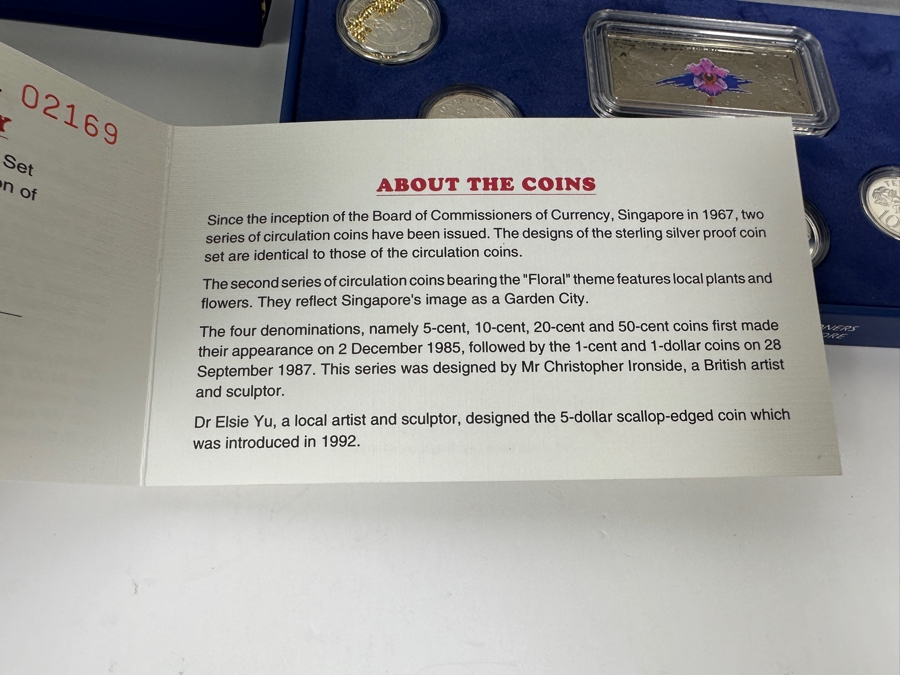 02169
Set
on of
ABOUT THE COINS
Since the inception of the Board of Commissioners of Currency, Singapore in 1967, two
series of circulation coins have been issued. The designs of the sterling silver proof coin
set are identical to those of the circulation coins.
The second series of circulation coins bearing the "Floral" theme features local plants and
flowers. They reflect Singapore's image as a Garden City.
The four denominations, namely 5-cent, 10-cent, 20-cent and 50-cent coins first made
their appearance on 2 December 1985, followed by the 1-cent and 1-dollar coins on 28
September 1987. This series was designed by Mr Christopher Ironside, a British artist
and sculptor.
Dr Elsie Yu, a local artist and sculptor, designed the 5-dollar scallop-edged coin which
was introduced in 1992.